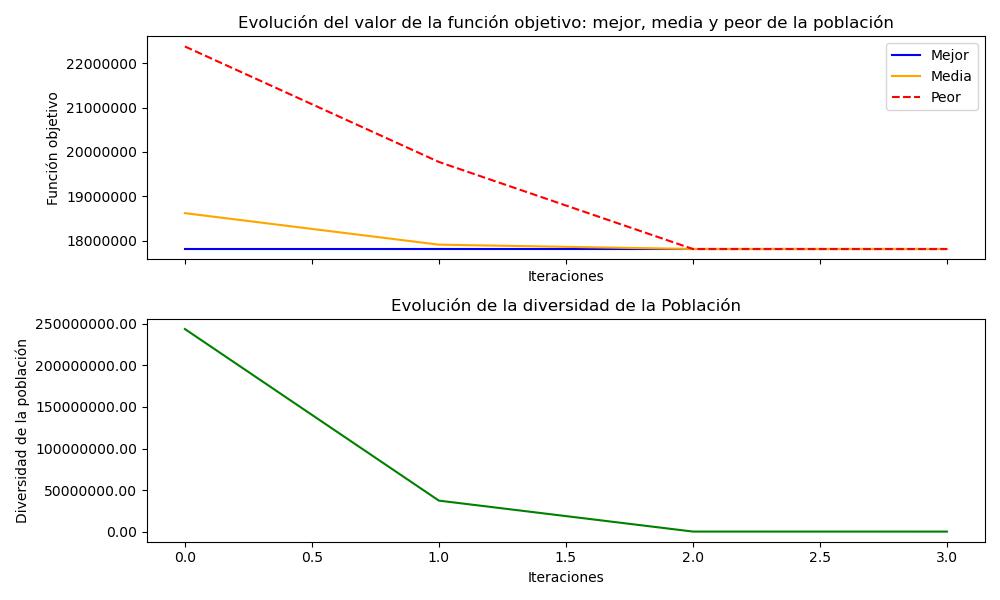 Evolución del valor de la función objetivo: mejor, media y peor de la población
Función objetivo
22000000
21000000
20000000
19000000
18000000
Mejor
Media
Peor
Iteraciones
Evolución de la diversidad de la Población
Diversidad de la población
250000000.00
200000000.00
150000000.00
100000000.00
50000000.00
0.00
0.0 0.5 1.0 1.5 2.0 2.5 3.0
Iteraciones